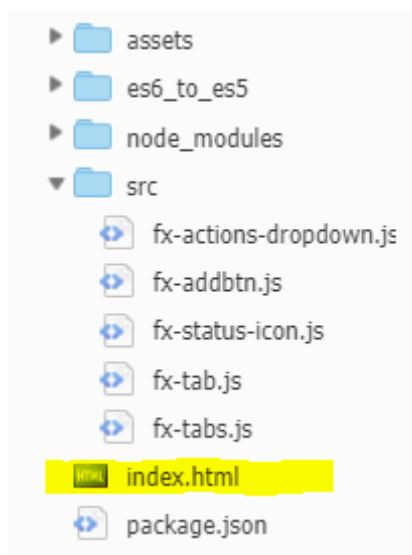 assets
es6_to_es5
node_modules
src
fx-actions-dropdown.js
fx-addbtn.js
fx-status-icon.js
fx-tab.js
fx-tabs.js
HTML index.html
package.json